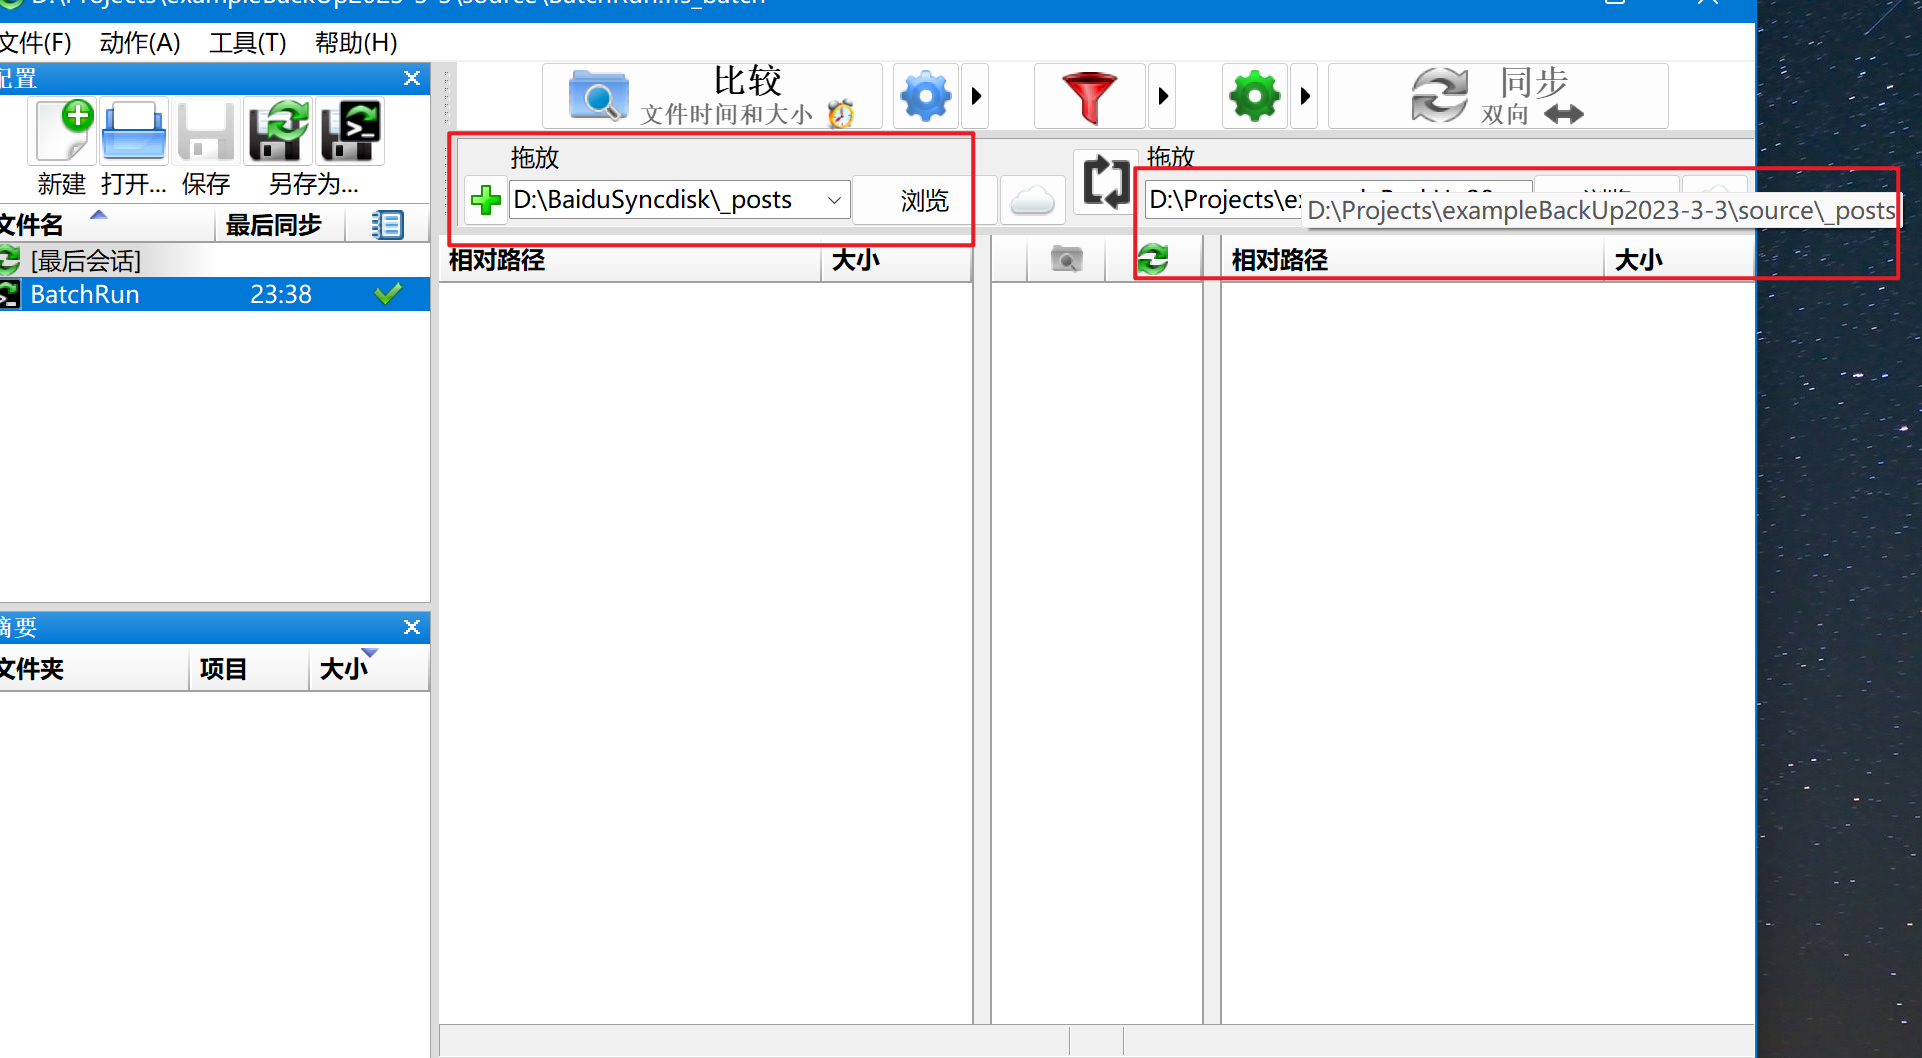 D:\Projects\exampleBackUp2023-3-3\source\BatchRun.ffs_batch
文件(F) 动作(A) 工具(T) 帮助(H)
配置
新建 打开... 保存 另存为...
文件名 最后同步
[最后会话]
BatchRun 23:38
摘要
文件夹 项目 大小
比较
文件时间和大小
同步
双向
拖放
D:\BaiduSyncdisk\_posts 浏览
拖放
D:\Projects\ex
D:\Projects\exampleBackUp2023-3-3\source\_posts
相对路径 大小
相对路径 大小